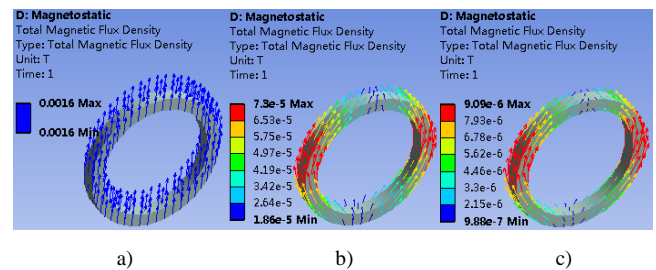 D: Magnetostatic
Total Magnetic Flux Density
Type: Total Magnetic Flux Density
Unit: T
Time: 1
0.0016 Max
0.0016 Min
a)
D: Magnetostatic
Total Magnetic Flux Density
Type: Total Magnetic Flux Density
Unit: T
Time: 1
7.3e-5 Max
6.53e-5
5.75e-5
4.97e-5
4.19e-5
3.42e-5
2.64e-5
1.86e-5 Min
b)
D: Magnetostatic
Total Magnetic Flux Density
Type: Total Magnetic Flux Density
Unit: T
Time: 1
9.09e-6 Max
7.93e-6
6.78e-6
5.62e-6
4.46e-6
3.3e-6
2.15e-6
9.88e-7 Min
c)